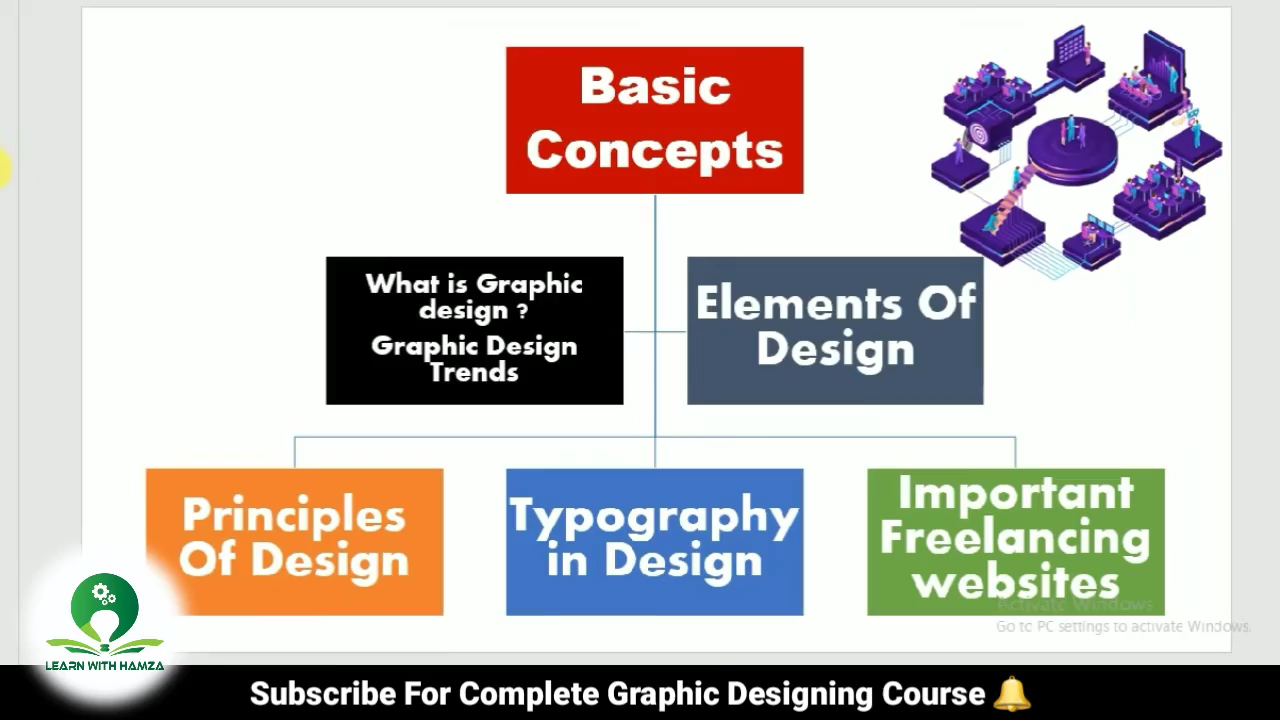 Basic
Concepts
What is Graphic
design ?
Graphic Design
Trends
Elements Of
Design
Principles
Of Design
Typography
in Design
Important
Freelancing
websites
Activate Windows
Go to PC settings to activate Windows.
LEARN WITH HAMZA
Subscribe For Complete Graphic Designing Course 🔔